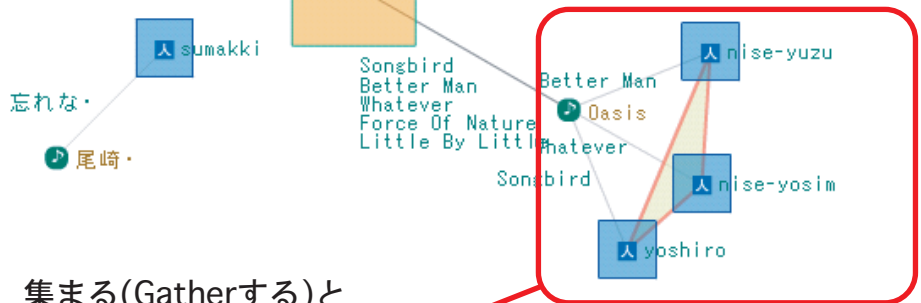 sumakki
忘れな・
尾崎・
Songbird
Better Man
Whatever
Force Of Nature
Little By Little
nise-yuzu
Better Man
Oasis
Whatever
Songbird
nise-yosim
yoshiro
集まる(Gatherする)と